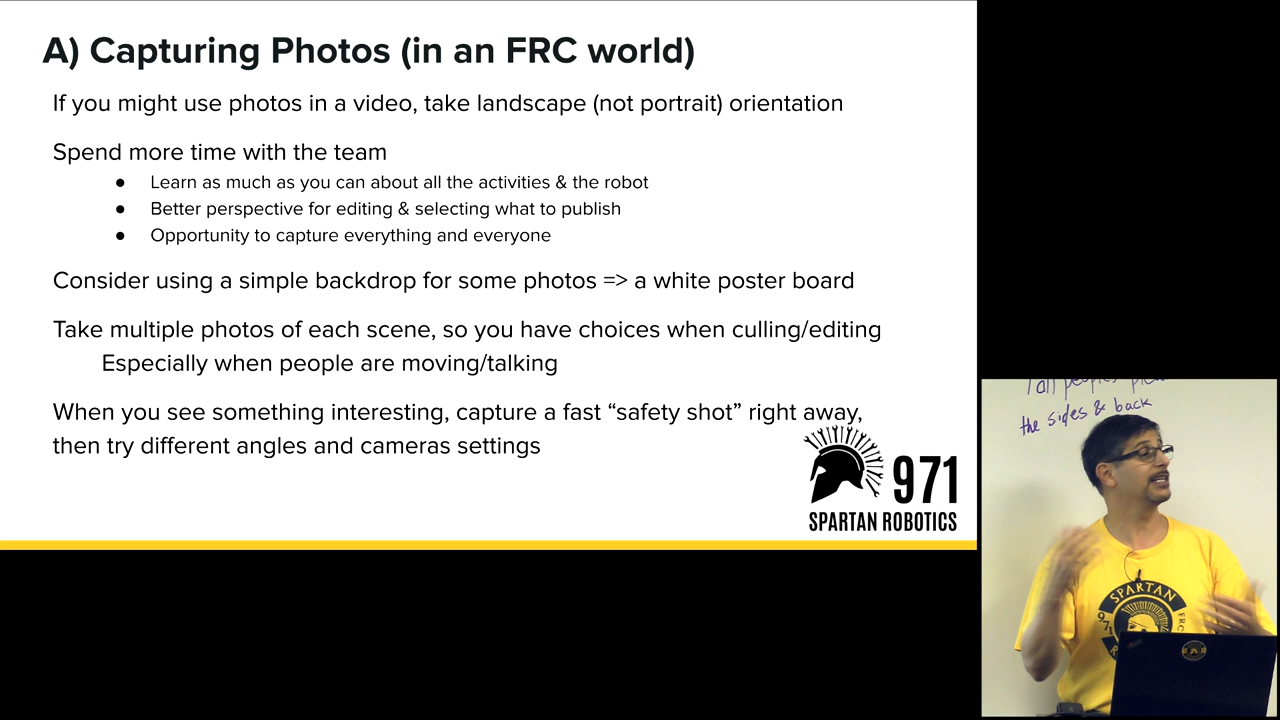 A) Capturing Photos (in an FRC world)
If you might use photos in a video, take landscape (not portrait) orientation
Spend more time with the team
● Learn as much as you can about all the activities & the robot
● Better perspective for editing & selecting what to publish
● Opportunity to capture everything and everyone
Consider using a simple backdrop for some photos => a white poster board
Take multiple photos of each scene, so you have choices when culling/editing
Especially when people are moving/talking
When you see something interesting, capture a fast “safety shot” right away,
then try different angles and cameras settings
971
SPARTAN ROBOTICS
the sides & back
SPARTAN
971
FRC